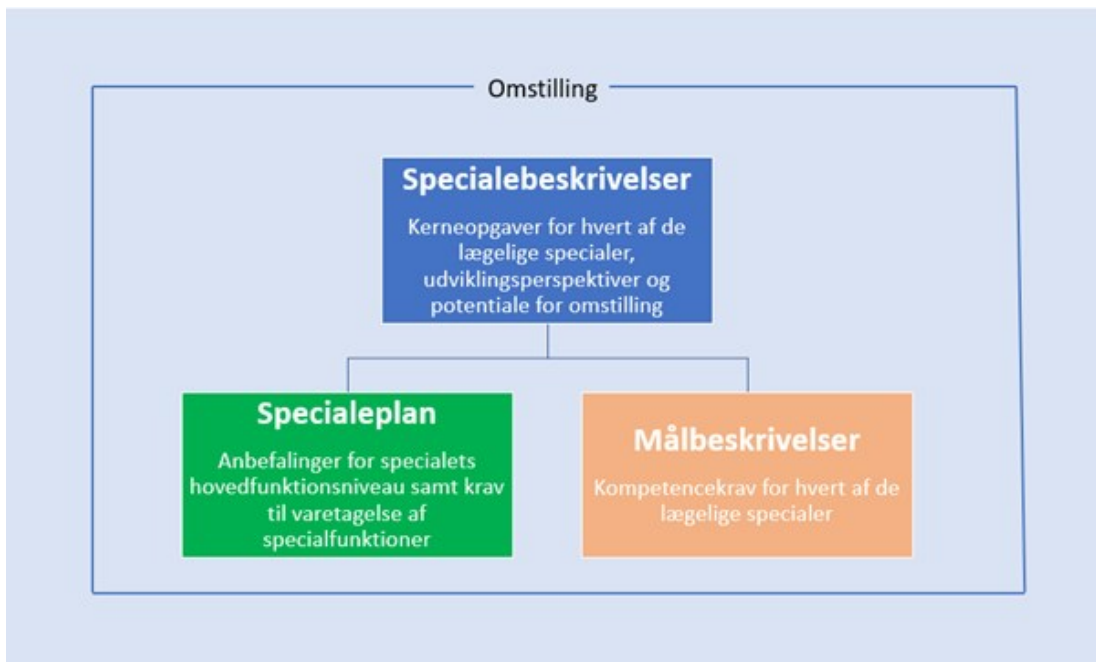 Omstilling
Specialebeskrivelser
Kerneopgaver for hvert af de
lægelige specialer,
udviklingsperspektiver og
potentiale for omstilling
Specialeplan
Anbefalinger for specialets
hovedfunktionsniveau samt krav
til varetagelse af
specialfunktioner
Målbeskrivelser
Kompetencekrav for hvert af de
lægelige specialer